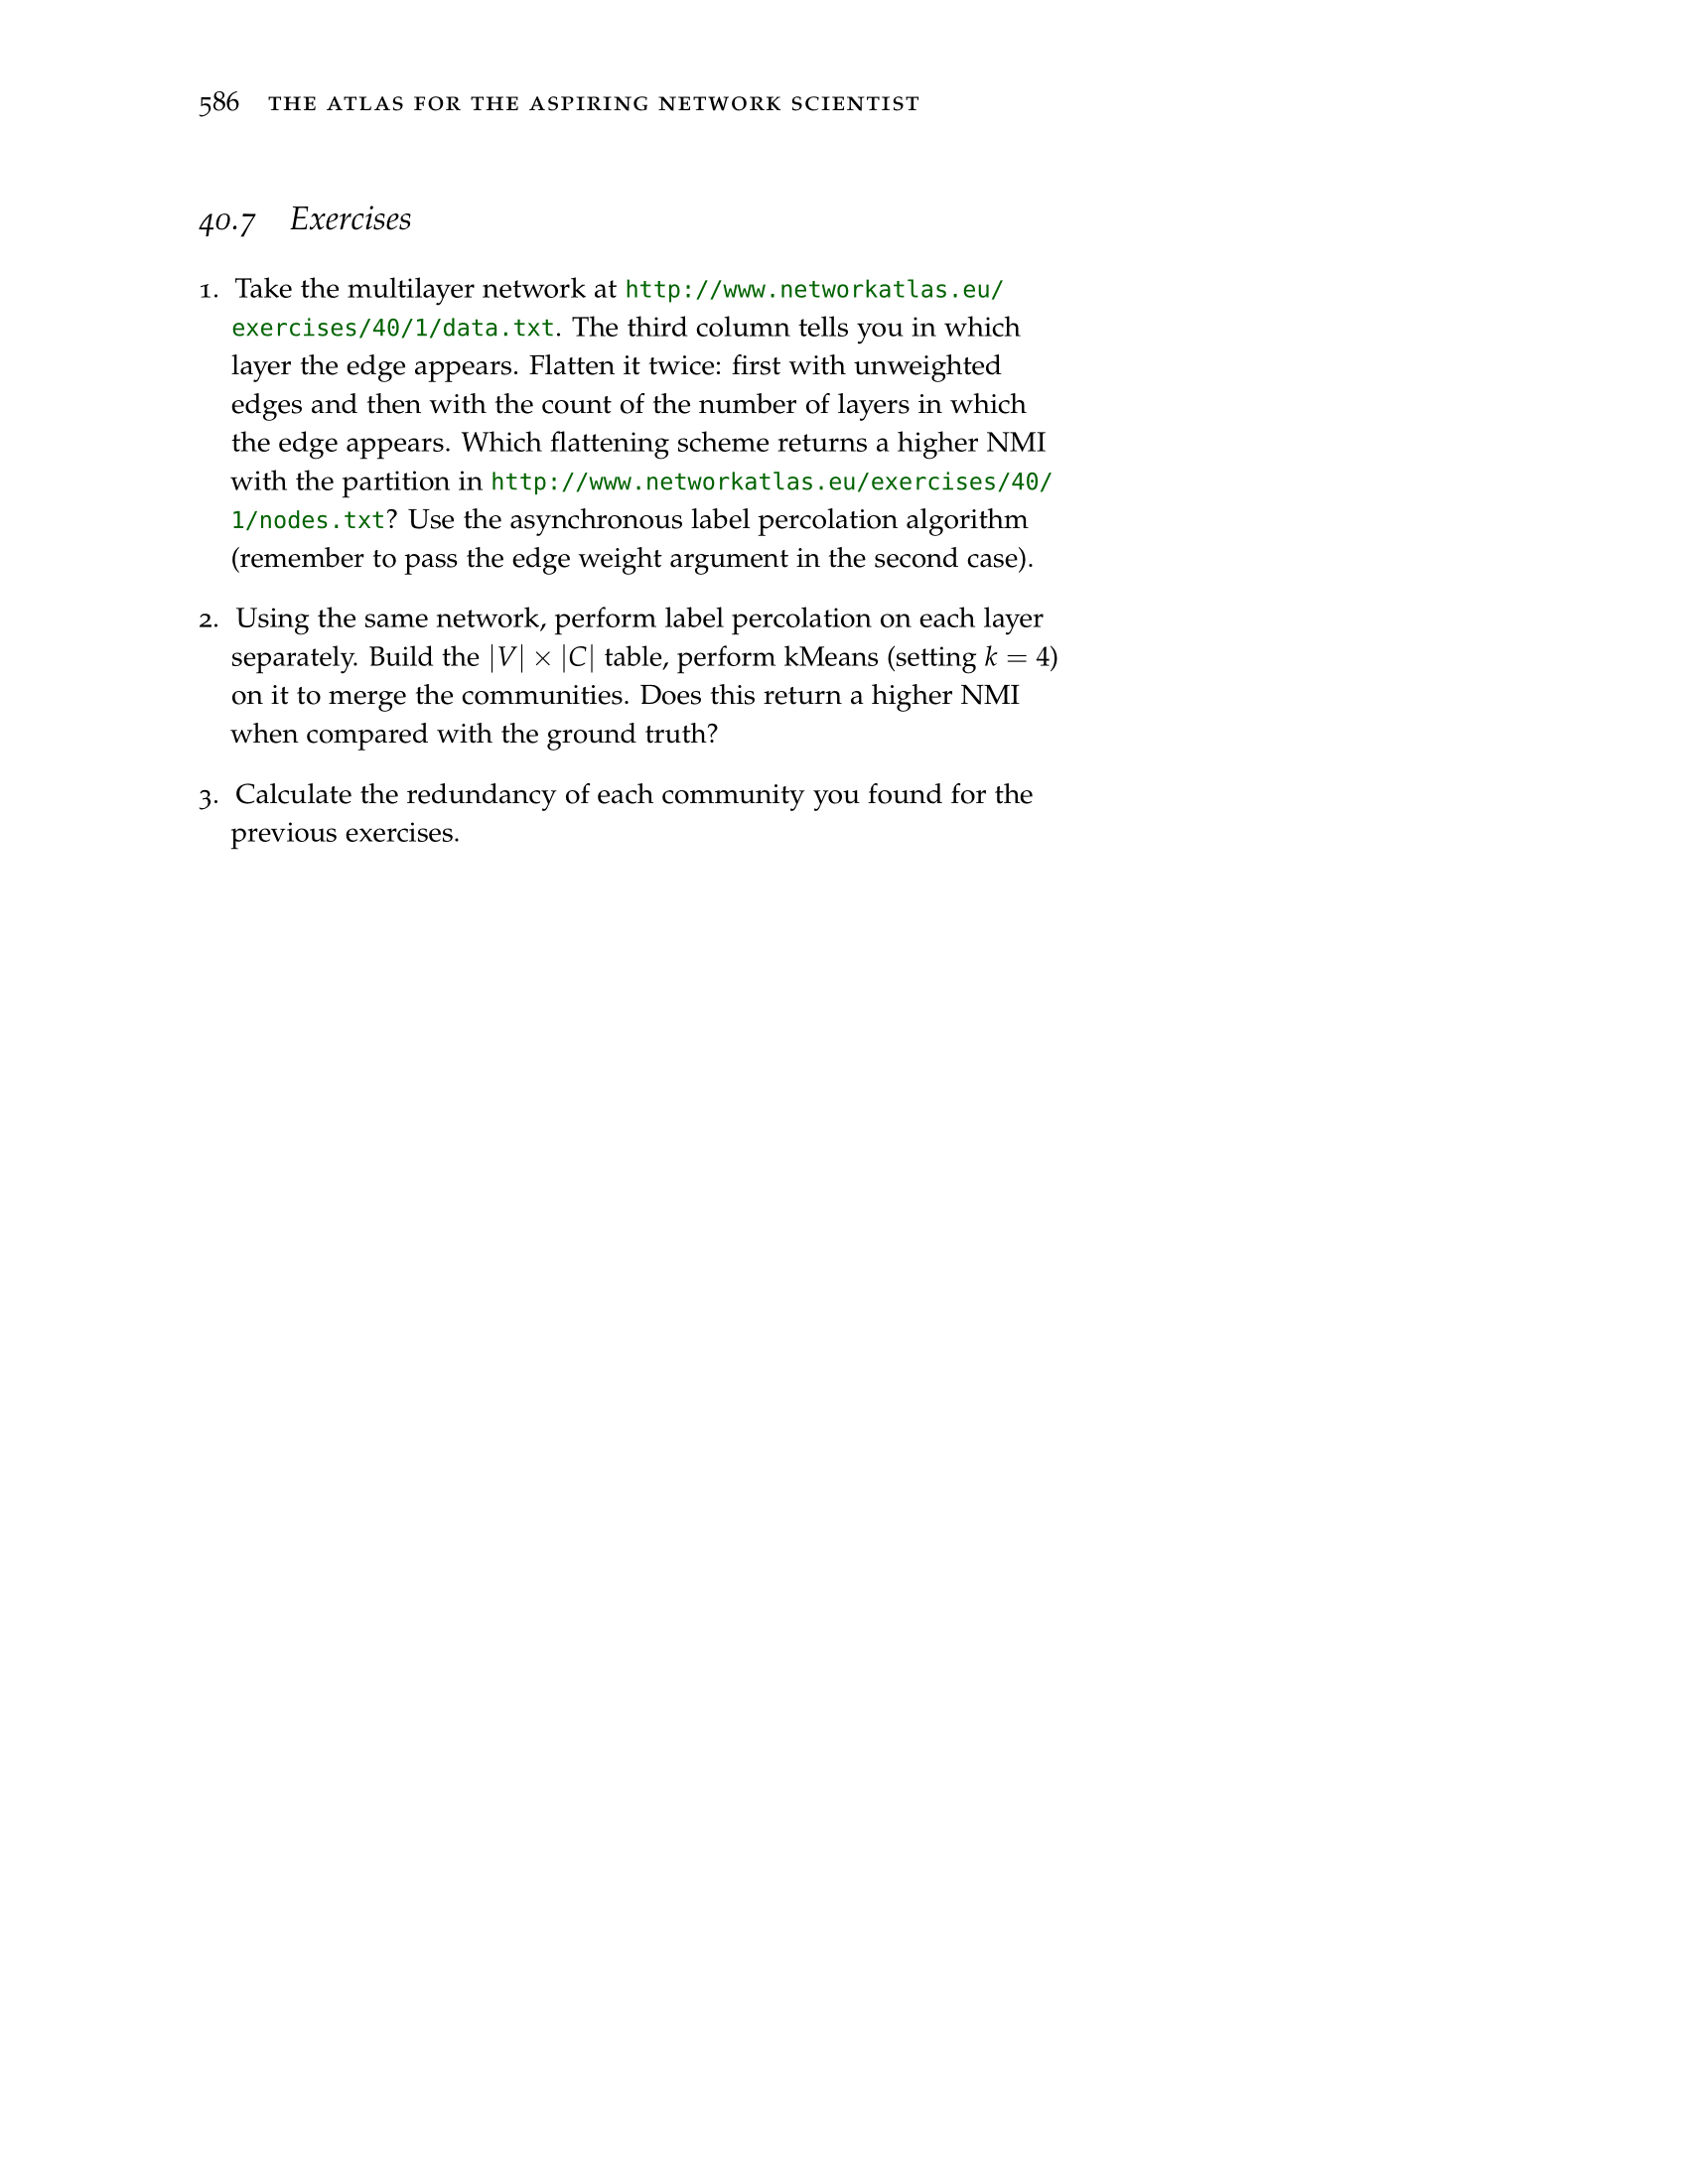 586 THE ATLAS FOR THE ASPIRING NETWORK SCIENTIST
40.7 Exercises
1. Take the multilayer network at http://www.networkatlas.eu/
exercises/40/1/data.txt. The third column tells you in which
layer the edge appears. Flatten it twice: first with unweighted
edges and then with the count of the number of layers in which
the edge appears. Which flattening scheme returns a higher NMI
with the partition in http://www.networkatlas.eu/exercises/40/
1/nodes.txt? Use the asynchronous label percolation algorithm
(remember to pass the edge weight argument in the second case).
2. Using the same network, perform label percolation on each layer
separately. Build the |V| × |C| table, perform kMeans (setting k = 4)
on it to merge the communities. Does this return a higher NMI
when compared with the ground truth?
3. Calculate the redundancy of each community you found for the
previous exercises.